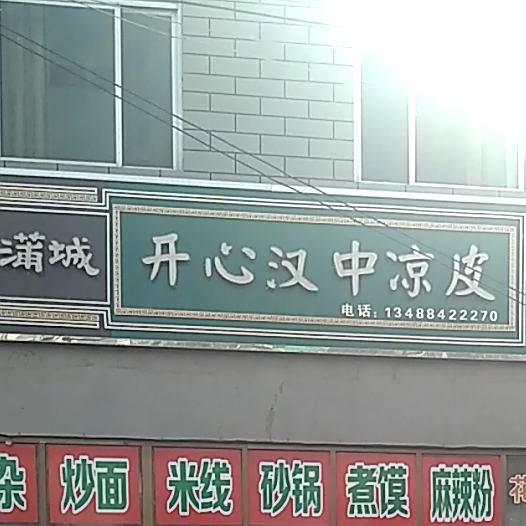 蒲城
开心汉中凉皮
电话：13488422270
杂
炒面
米线
砂锅
煮馍
麻辣粉